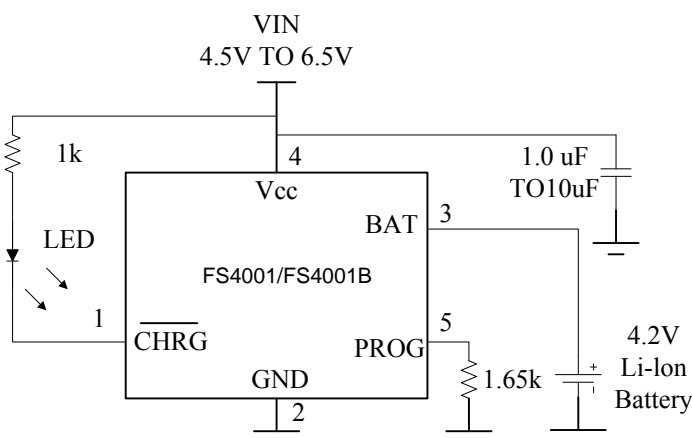 VIN
4.5V TO 6.5V
1k
4
1.0 uF
TO10uF
Vcc
BAT
3
LED
FS4001/FS4001B
1
CHRG
5
PROG
1.65k
4.2V
Li-lon
Battery
+
-
GND
2